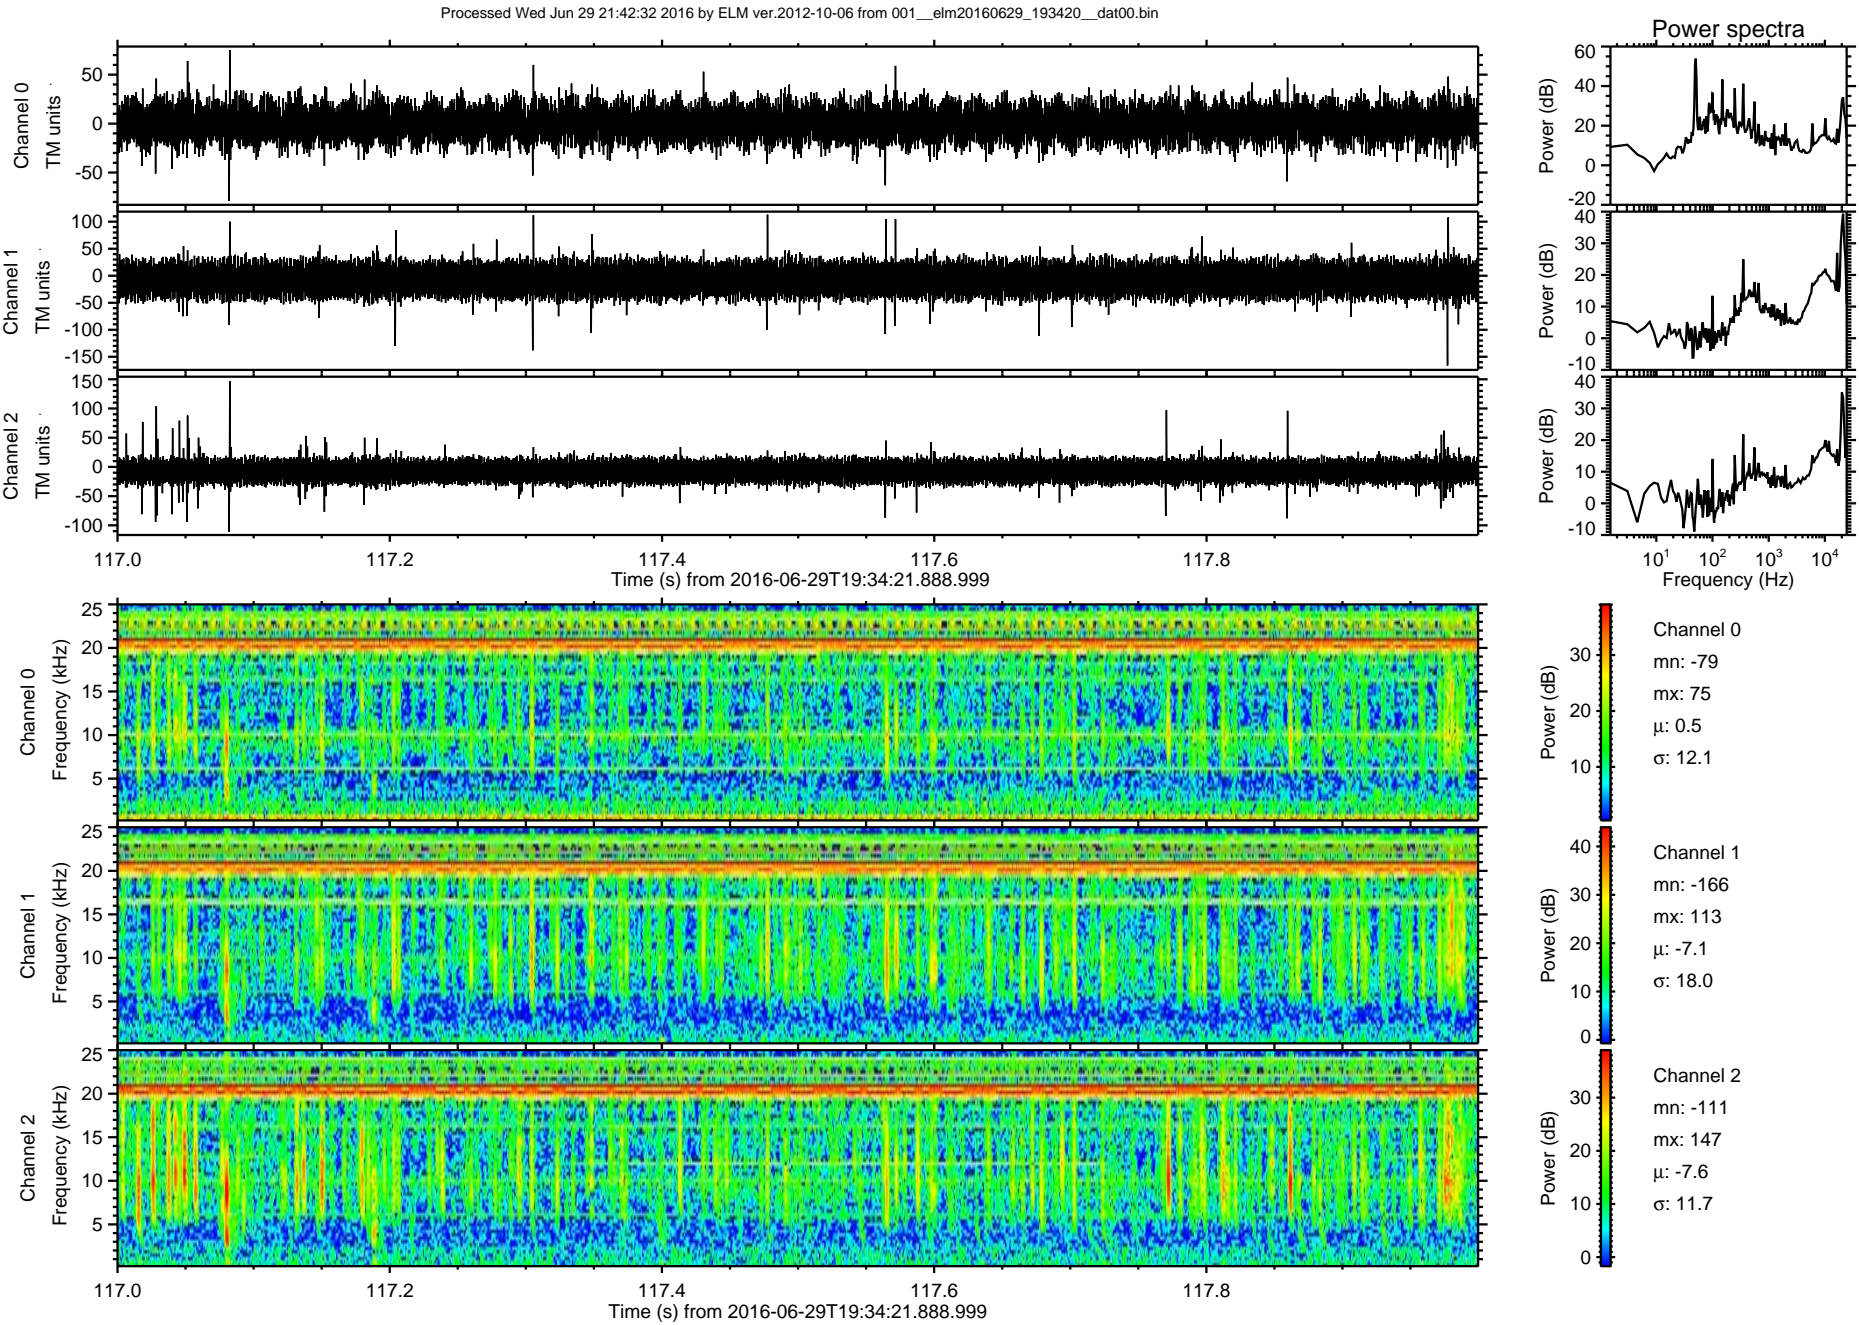 Processed Wed Jun 29 21:42:32 2016 by ELM ver.2012-10-06 from 001__elm20160629_193420__dat00.bin
Power spectra
Channel 0
TM units
50
0
-50
Power (dB)
60
40
20
0
-20
Channel 1
TM units
100
50
0
-50
-100
-150
Power (dB)
40
30
20
10
0
-10
Channel 2
TM units
150
100
50
0
-50
-100
Power (dB)
40
30
20
10
0
-10
117.0 117.2 117.4 117.6 117.8
Time (s) from 2016-06-29T19:34:21.888.999
10^1 10^2 10^3 10^4
Frequency (Hz)
Channel 0
Frequency (kHz)
25
20
15
10
5
Power (dB)
30
20
10
Channel 0
mn: -79
mx: 75
μ: 0.5
σ: 12.1
Channel 1
Frequency (kHz)
25
20
15
10
5
Power (dB)
40
30
20
10
0
Channel 1
mn: -166
mx: 113
μ: -7.1
σ: 18.0
Channel 2
Frequency (kHz)
25
20
15
10
5
Power (dB)
30
20
10
0
Channel 2
mn: -111
mx: 147
μ: -7.6
σ: 11.7
117.0 117.2 117.4 117.6 117.8
Time (s) from 2016-06-29T19:34:21.888.999